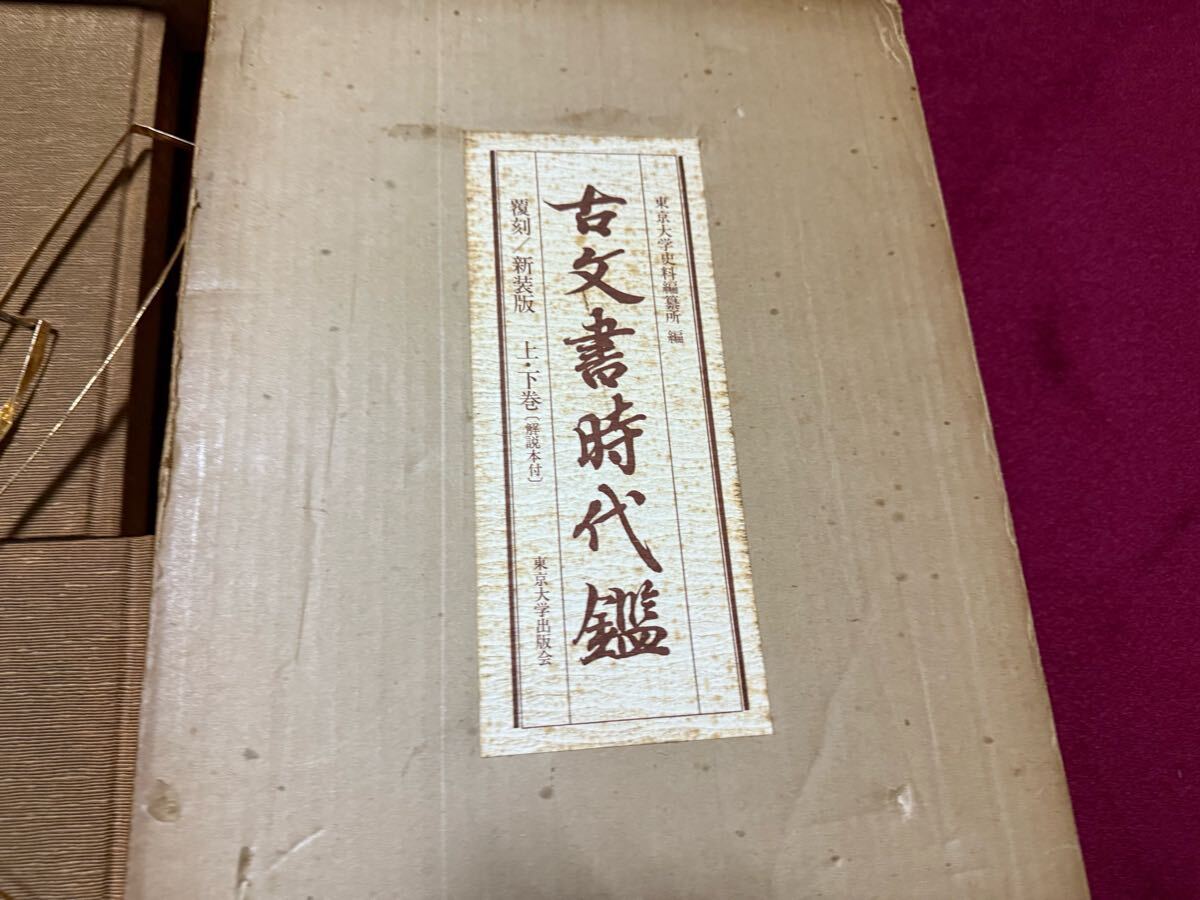 東京大学史料編纂所 編
古文書時代鑑
覆刻／新装版 上・下巻〔解説本付〕
東京大学出版会